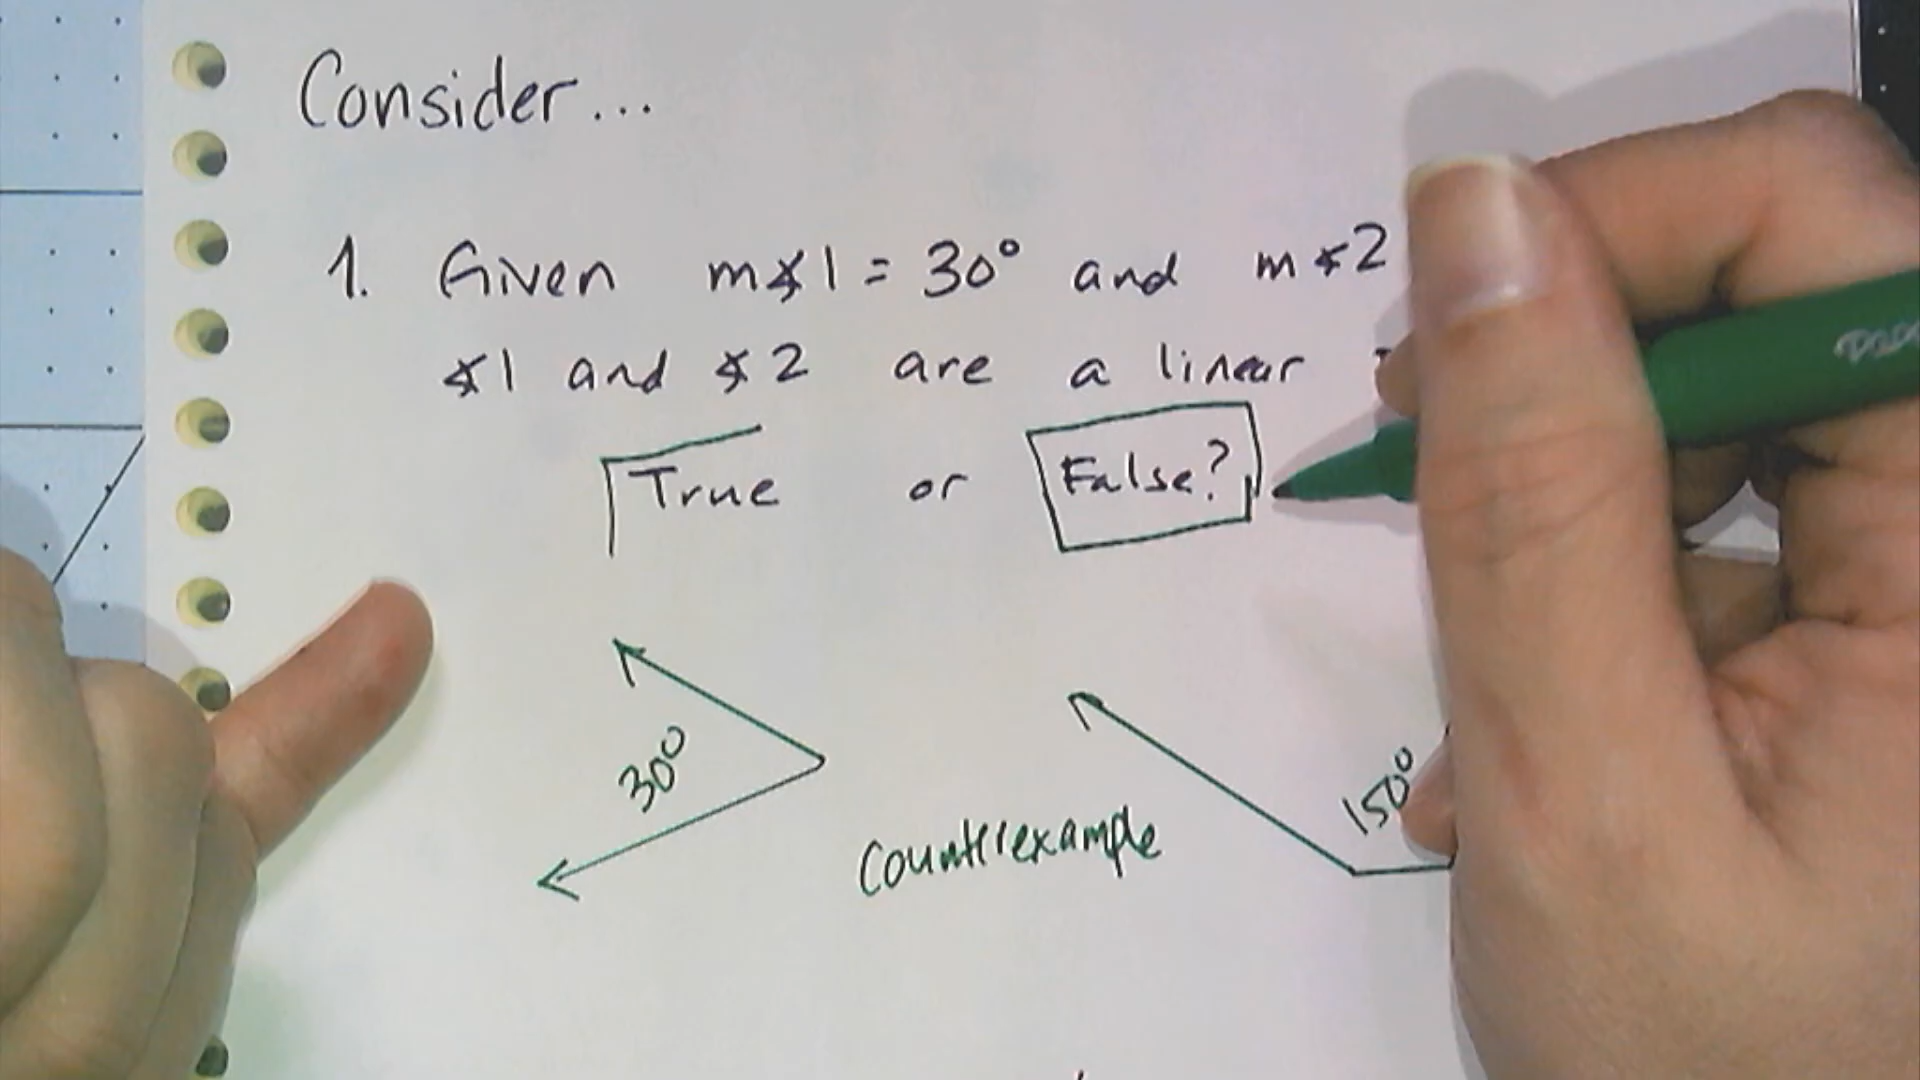 Consider...
1. Given m∡1 = 30° and m∡2
∡1 and ∡2 are a linear
True or False?
30°
150°
Counterexample